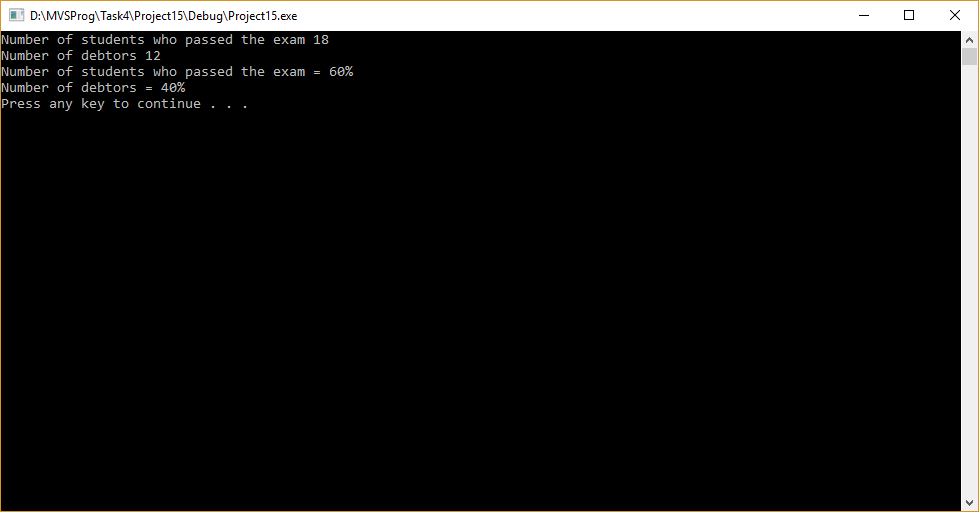 D:\MVSProg\Task4\Project15\Debug\Project15.exe
Number of students who passed the exam 18
Number of debtors 12
Number of students who passed the exam = 60%
Number of debtors = 40%
Press any key to continue . . .